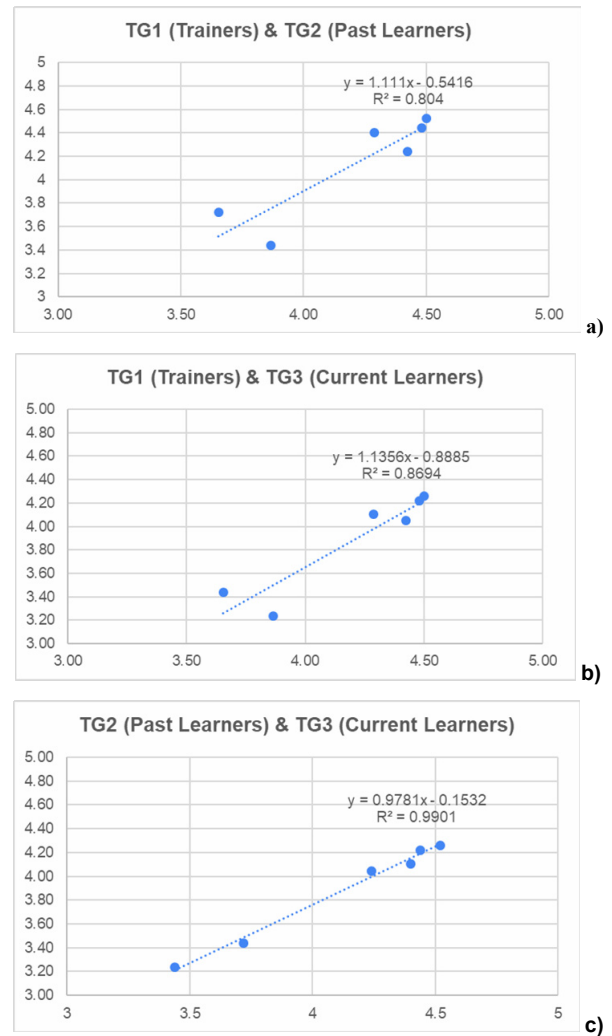 TG1 (Trainers) & TG2 (Past Learners)
5
4.8
y = 1.111x - 0.5416
4.6
R² = 0.804
4.4
4.2
4
3.8
3.6
3.4
3.2
3
3.00 3.50 4.00 4.50 5.00
a)
TG1 (Trainers) & TG3 (Current Learners)
5.00
4.80
4.60
y = 1.1356x - 0.8885
4.40
R² = 0.8694
4.20
4.00
3.80
3.60
3.40
3.20
3.00
3.00 3.50 4.00 4.50 5.00
b)
TG2 (Past Learners) & TG3 (Current Learners)
5.00
4.80
4.60
y = 0.9781x - 0.1532
R² = 0.9901
4.40
4.20
4.00
3.80
3.60
3.40
3.20
3.00
3 3.5 4 4.5 5
c)